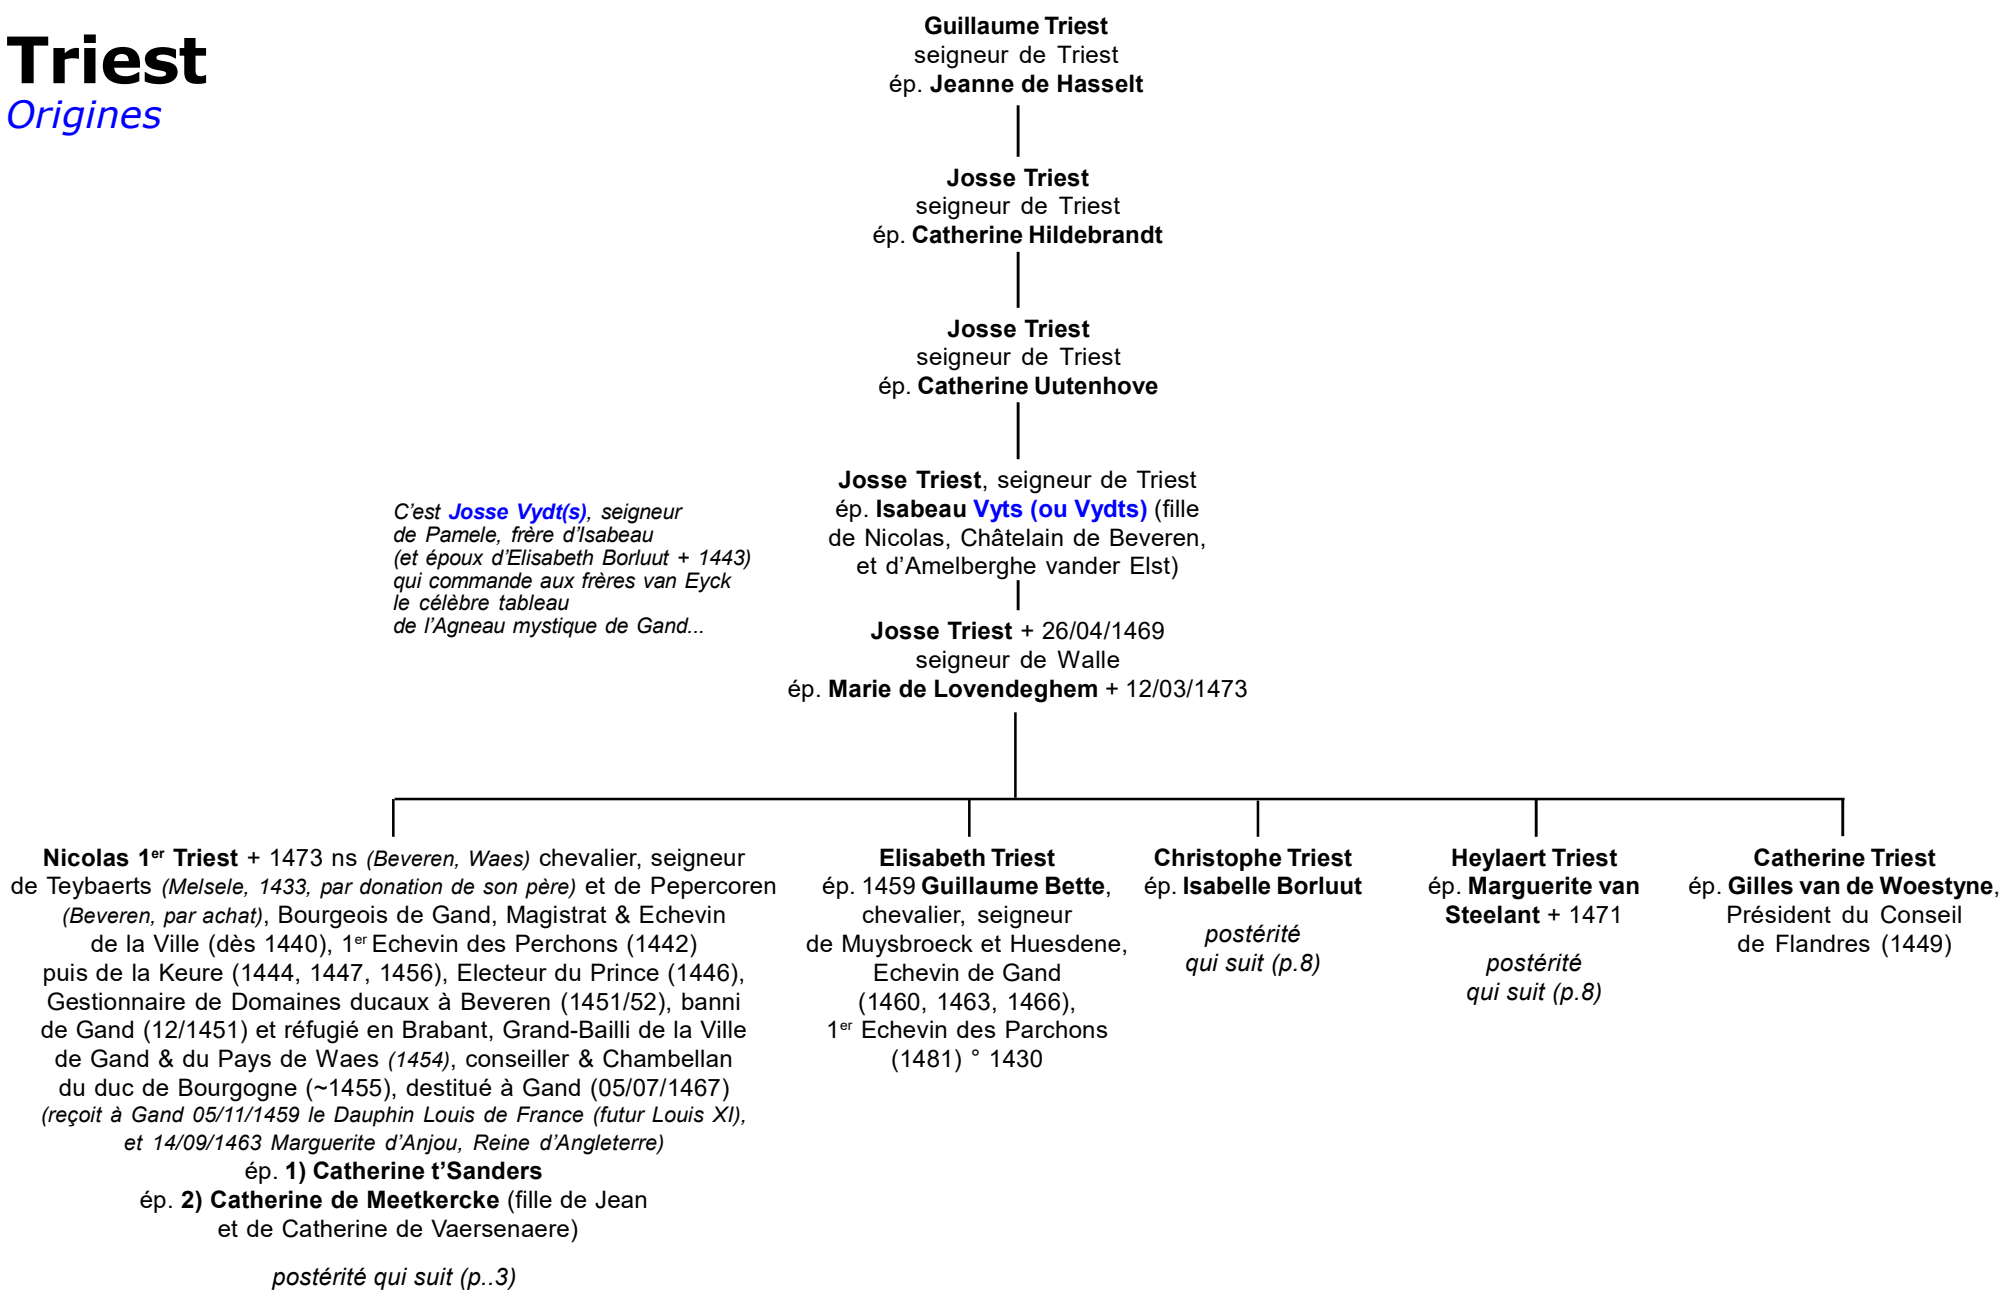 Triest
Origines
Guillaume Triest
seigneur de Triest
ép. Jeanne de Hasselt
Josse Triest
seigneur de Triest
ép. Catherine Hildebrandt
Josse Triest
seigneur de Triest
ép. Catherine Uutenhove
Josse Triest, seigneur de Triest
ép. Isabeau Vyts (ou Vydts) (fille
de Nicolas, Châtelain de Beveren,
et d'Amelberghe vander Elst)
C'est Josse Vydt(s), seigneur
de Pamele, frère d'Isabeau
(et époux d'Elisabeth Borluut + 1443)
qui commande aux frères van Eyck
le célèbre tableau
de l'Agneau mystique de Gand...
Josse Triest + 26/04/1469
seigneur de Walle
ép. Marie de Lovendeghem + 12/03/1473
Nicolas 1er Triest + 1473 ns (Beveren, Waes) chevalier, seigneur
de Teybaerts (Melsele, 1433, par donation de son père) et de Pepercoren
(Beveren, par achat), Bourgeois de Gand, Magistrat & Echevin
de la Ville (dès 1440), 1er Echevin des Perchons (1442)
puis de la Keure (1444, 1447, 1456), Electeur du Prince (1446),
Gestionnaire de Domaines ducaux à Beveren (1451/52), banni
de Gand (12/1451) et réfugié en Brabant, Grand-Bailli de la Ville
de Gand & du Pays de Waes (1454), conseiller & Chambellan
du duc de Bourgogne (~1455), destitué à Gand (05/07/1467)
(reçoit à Gand 05/11/1459 le Dauphin Louis de France (futur Louis XI),
et 14/09/1463 Marguerite d'Anjou, Reine d'Angleterre)
ép. 1) Catherine t'Sanders
ép. 2) Catherine de Meetkercke (fille de Jean
et de Catherine de Vaersenaere)
postérité qui suit (p..3)
Elisabeth Triest
ép. 1459 Guillaume Bette,
chevalier, seigneur
de Muysbroeck et Huesdene,
Echevin de Gand
(1460, 1463, 1466),
1er Echevin des Parchons
(1481) ° 1430
Christophe Triest
ép. Isabelle Borluut
postérité
qui suit (p.8)
Heylaert Triest
ép. Marguerite van
Steelant + 1471
postérité
qui suit (p.8)
Catherine Triest
ép. Gilles van de Woestyne,
Président du Conseil
de Flandres (1449)